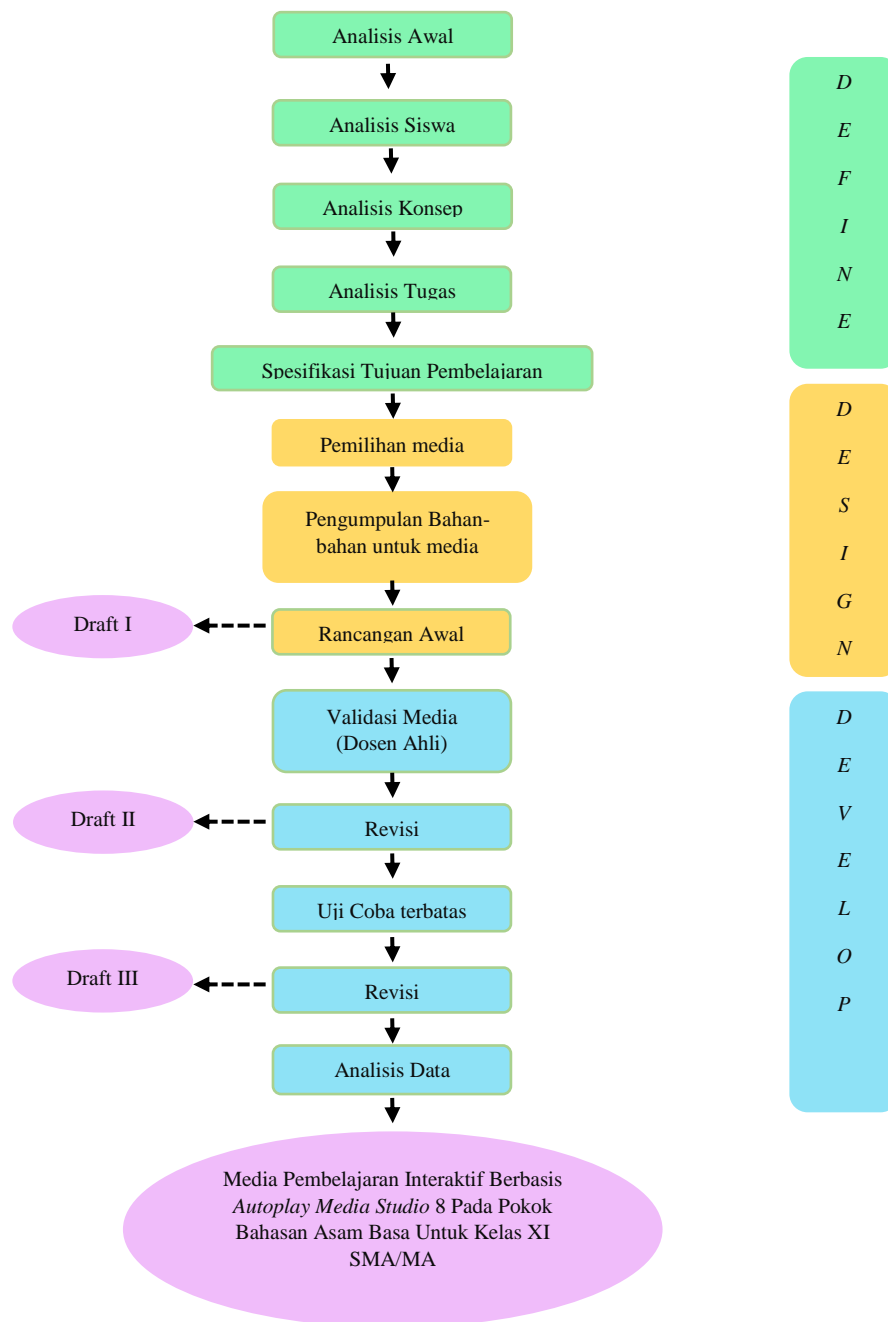 Analisis Awal
Analisis Siswa
Analisis Konsep
Analisis Tugas
Spesifikasi Tujuan Pembelajaran
D
E
F
I
N
E
Pemilihan media
Pengumpulan Bahan-
bahan untuk media
Rancangan Awal
Draft I
D
E
S
I
G
N
Validasi Media
(Dosen Ahli)
Revisi
Draft II
Uji Coba terbatas
Revisi
Draft III
Analisis Data
D
E
V
E
L
O
P
Media Pembelajaran Interaktif Berbasis
Autoplay Media Studio 8 Pada Pokok
Bahasan Asam Basa Untuk Kelas XI
SMA/MA